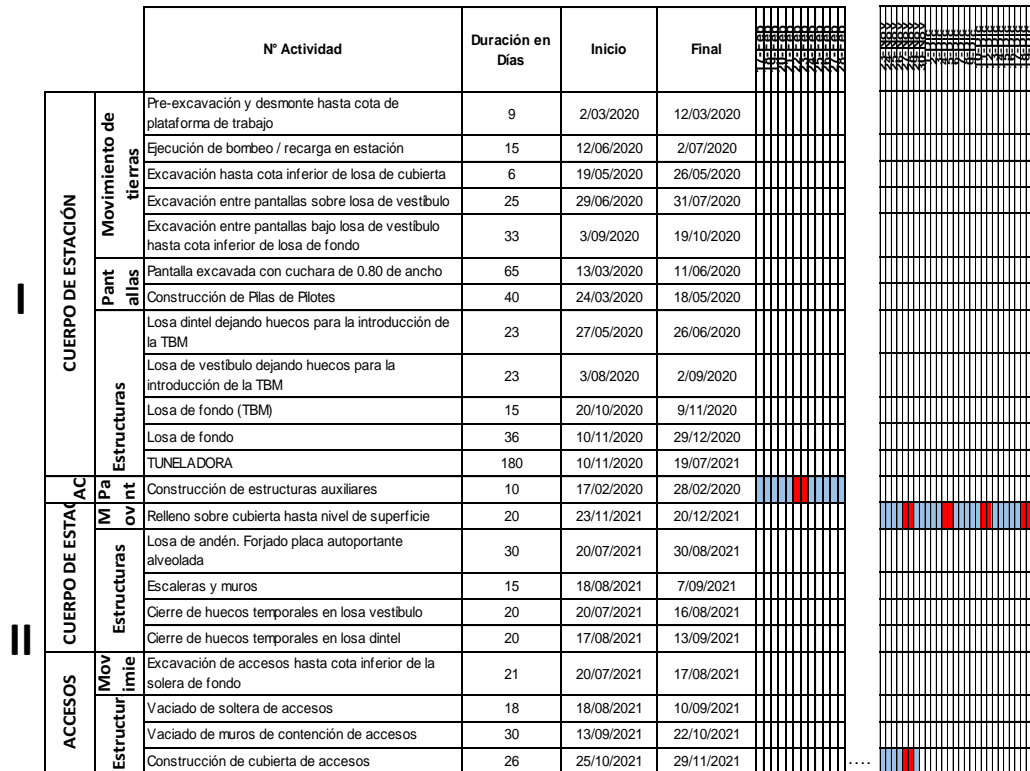 N° Actividad
Duración en
Días
Inicio
Final
I
CUERPO DE ESTACIÓN
Movimiento de
tierras
Pre-excavación y desmonte hasta cota de
plataforma de trabajo
9
2/03/2020
12/03/2020
Ejecución de bombeo / recarga en estación
15
12/06/2020
2/07/2020
Excavación hasta cota inferior de losa de cubierta
6
19/05/2020
26/05/2020
Excavación entre pantallas sobre losa de vestíbulo
25
29/06/2020
31/07/2020
Excavación entre pantallas bajo losa de vestíbulo
hasta cota inferior de losa de fondo
33
3/09/2020
19/10/2020
Pant
allas
Pantalla excavada con cuchara de 0.80 de ancho
65
13/03/2020
11/06/2020
Construcción de Pilas de Pilotes
40
24/03/2020
18/05/2020
Estructuras
Losa dintel dejando huecos para la introducción de
la TBM
23
27/05/2020
26/06/2020
Losa de vestíbulo dejando huecos para la
introducción de la TBM
23
3/08/2020
2/09/2020
Losa de fondo (TBM)
15
20/10/2020
9/11/2020
Losa de fondo
36
10/11/2020
29/12/2020
TUNELADORA
180
10/11/2020
19/07/2021
AC
Pa
nt
Construcción de estructuras auxiliares
10
17/02/2020
28/02/2020
II
CUERPO DE ESTAC
M
ov
Relleno sobre cubierta hasta nivel de superficie
20
23/11/2021
20/12/2021
Estructuras
Losa de andén. Forjado placa autoportante
alveolada
30
20/07/2021
30/08/2021
Escaleras y muros
15
18/08/2021
7/09/2021
Cierre de huecos temporales en losa vestíbulo
20
20/07/2021
16/08/2021
Cierre de huecos temporales en losa dintel
20
17/08/2021
13/09/2021
ACCESOS
Mov
imie
Excavación de accesos hasta cota inferior de la
solera de fondo
21
20/07/2021
17/08/2021
Estructur
Vaciado de soltera de accesos
18
18/08/2021
10/09/2021
Vaciado de muros de contención de accesos
30
13/09/2021
22/10/2021
Construcción de cubierta de accesos
26
25/10/2021
29/11/2021
....